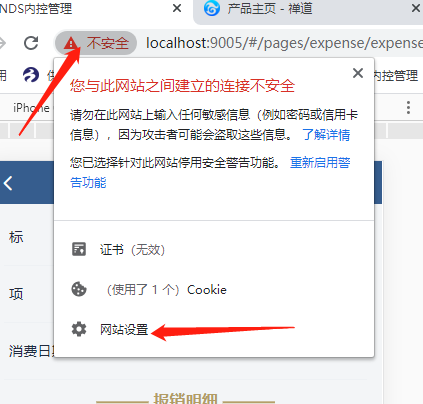 NDS内控管理
产品主页 - 禅道
不安全
localhost:9005/#/pages/expense/expense
用
内控管理
iPhone
您与此网站之间建立的连接不安全
请勿在此网站上输入任何敏感信息（例如密码或信用卡
信息），因为攻击者可能会盗取这些信息。 了解详情
您已选择针对此网站停用安全警告功能。 重新启用警
告功能
证书（无效）
（使用了 1 个）Cookie
网站设置
标
项
消费日
报销明细